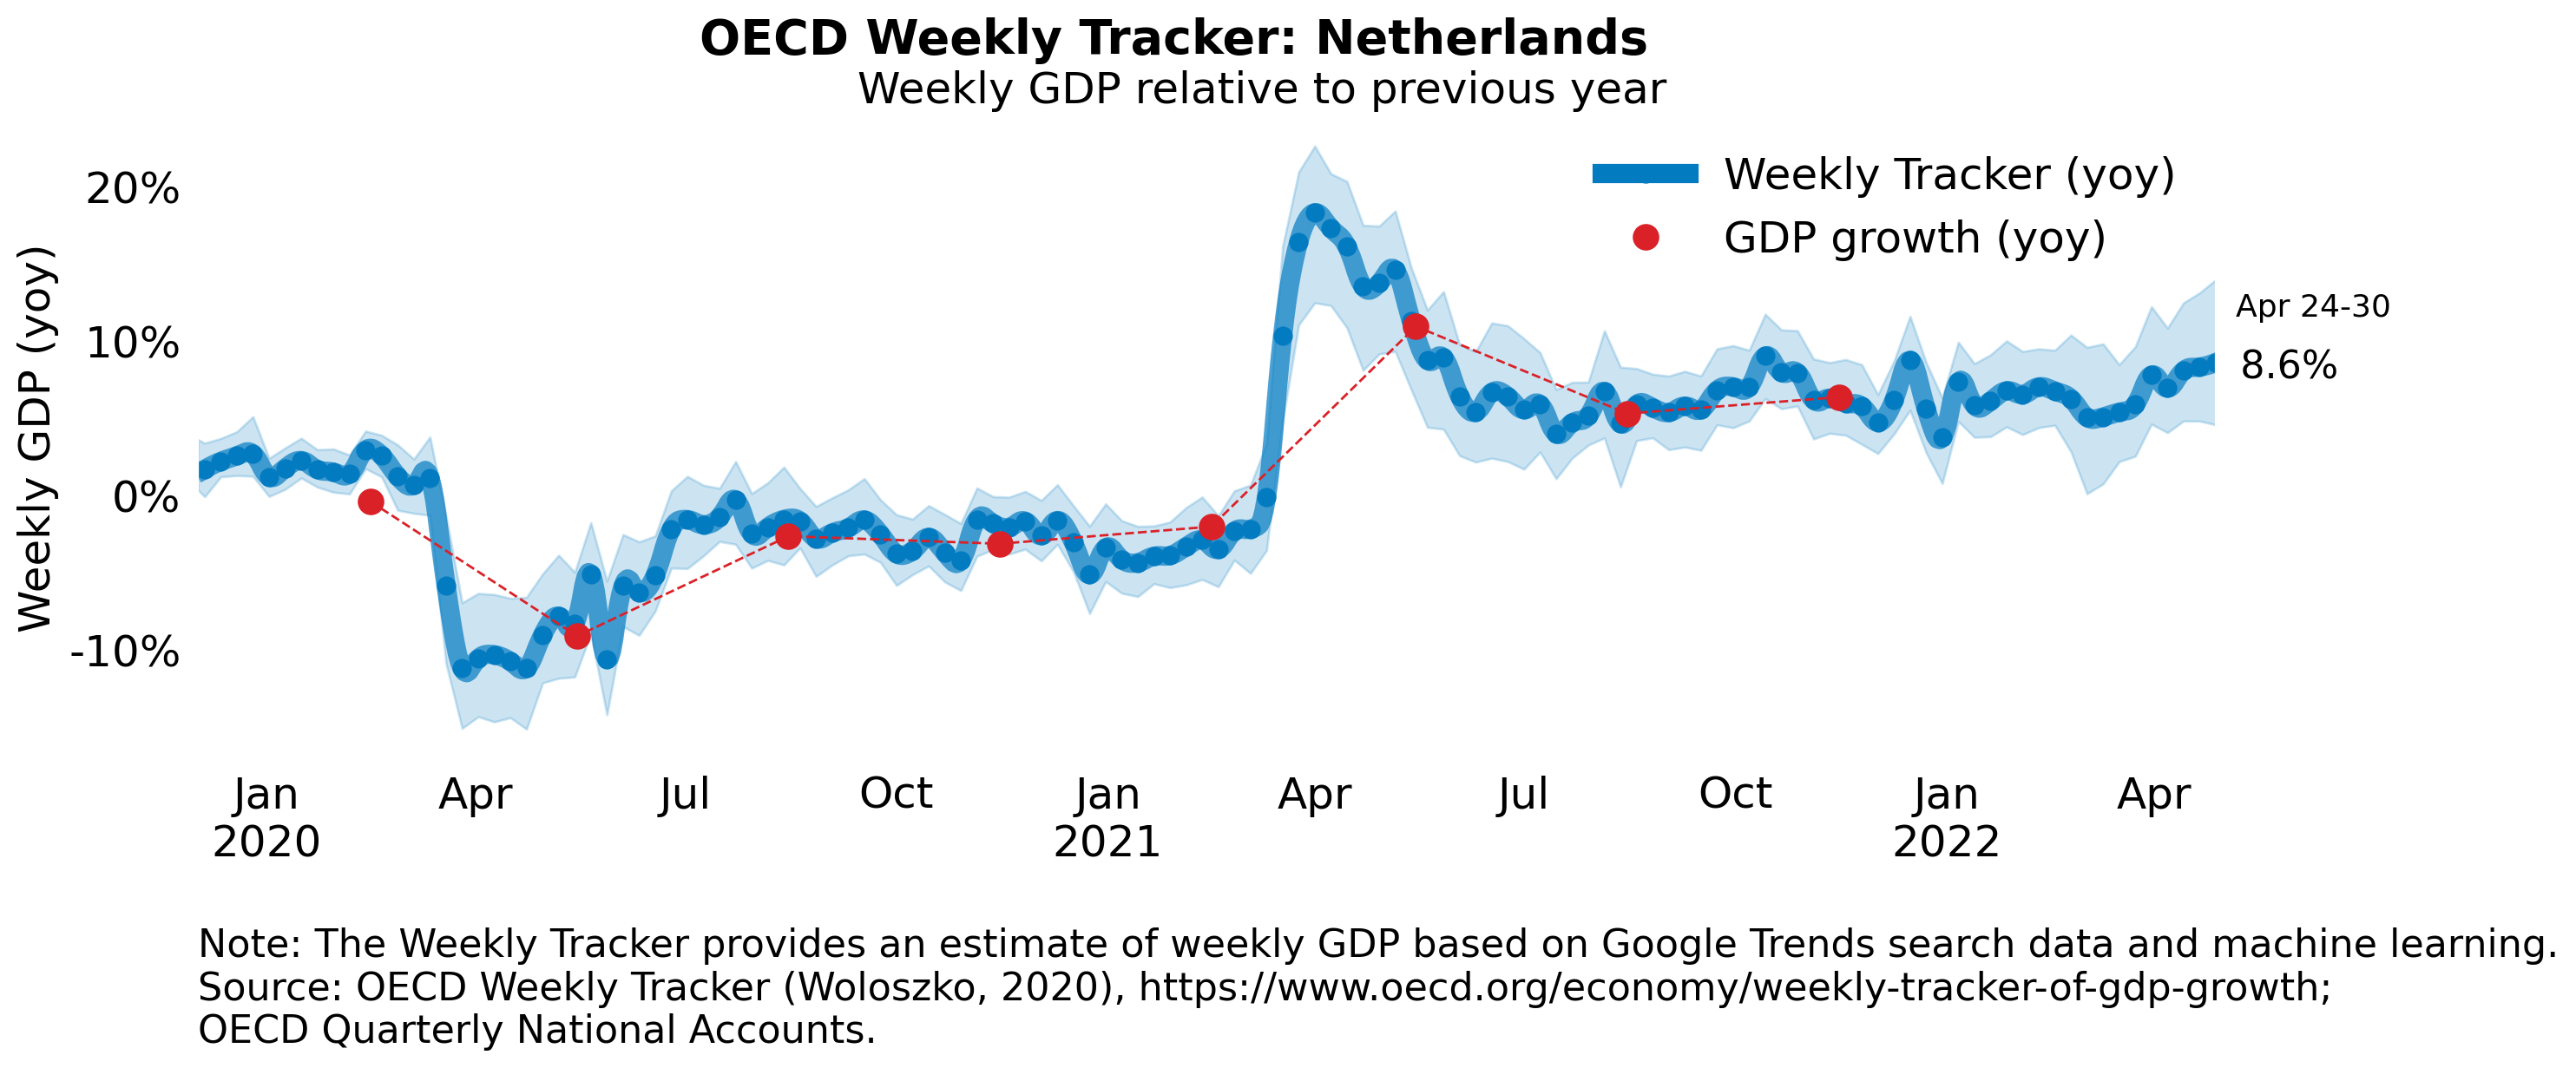 OECD Weekly Tracker: Netherlands
Weekly GDP relative to previous year
Weekly GDP (yoy)
20%
10%
0%
-10%
Weekly Tracker (yoy)
GDP growth (yoy)
Apr 24-30
8.6%
Jan Apr Jul Oct Jan Apr Jul Oct Jan Apr
2020 2021 2022
Note: The Weekly Tracker provides an estimate of weekly GDP based on Google Trends search data and machine learning.
Source: OECD Weekly Tracker (Woloszko, 2020), https://www.oecd.org/economy/weekly-tracker-of-gdp-growth;
OECD Quarterly National Accounts.